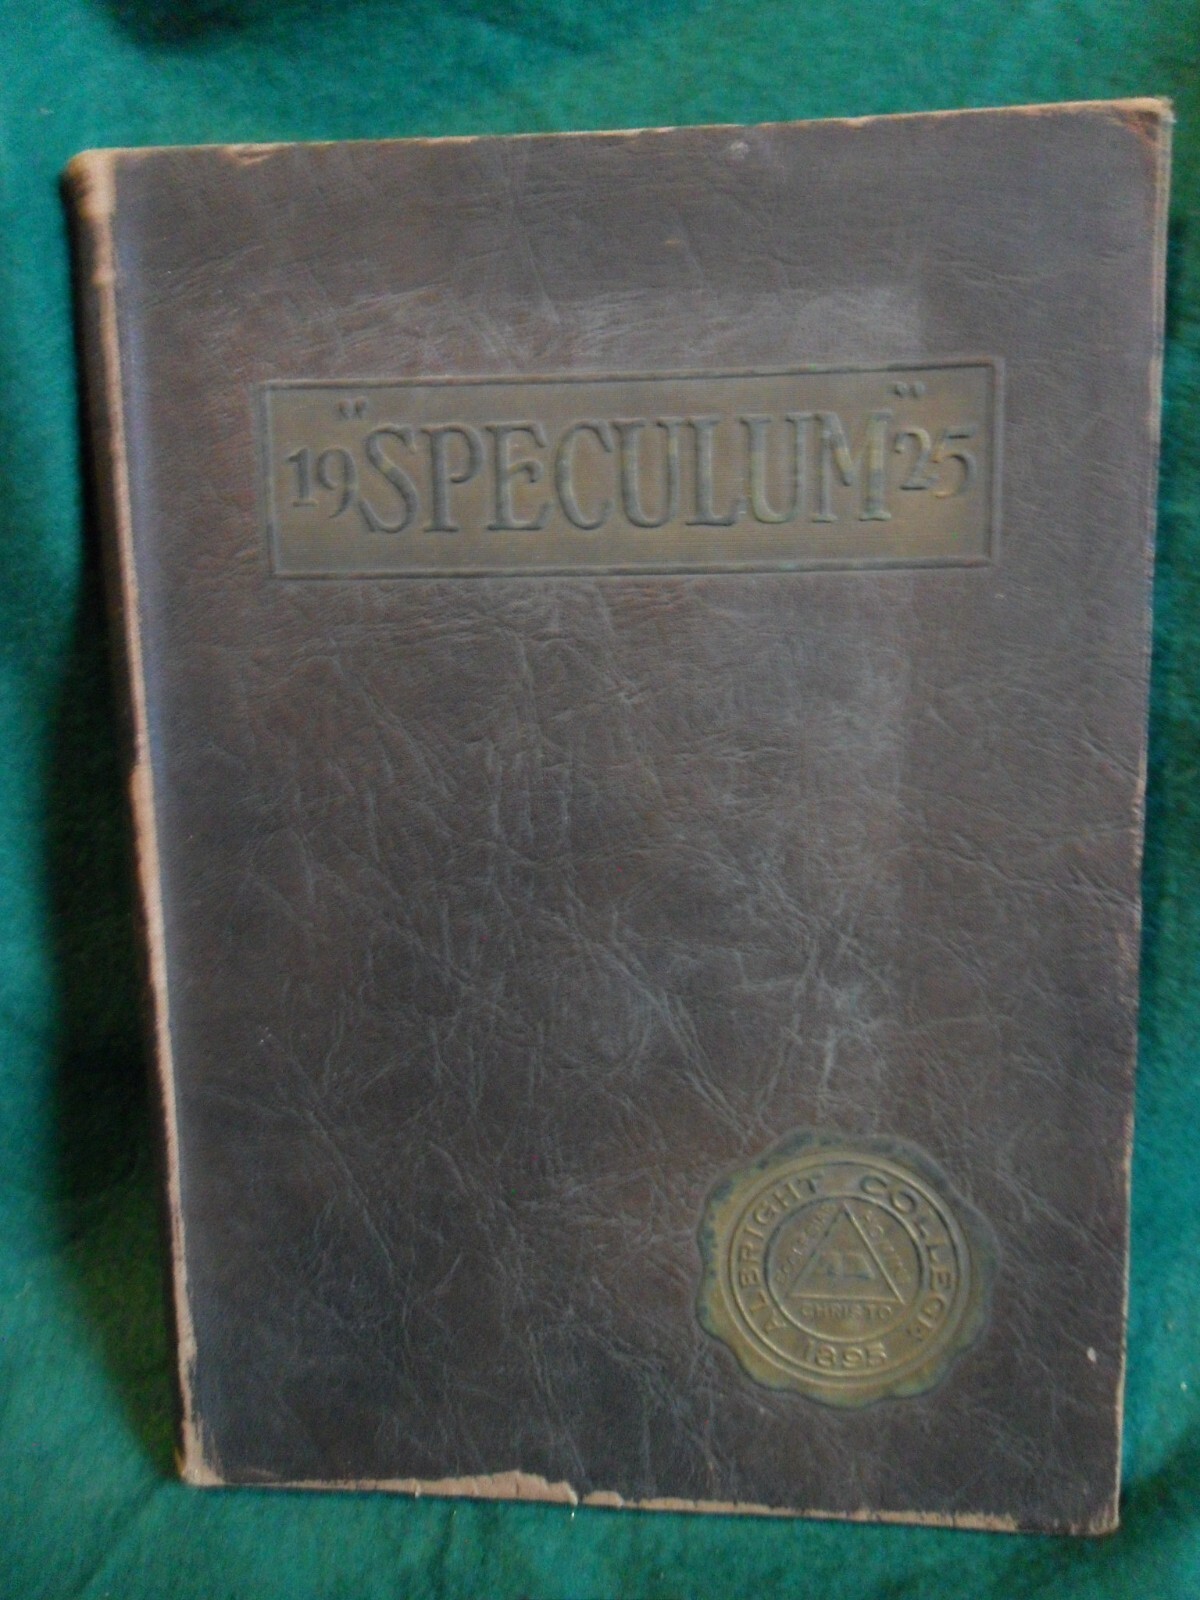 19 "SPECULUM" 25
ALBRIGHT COLLEGE
CHRISTO
1895